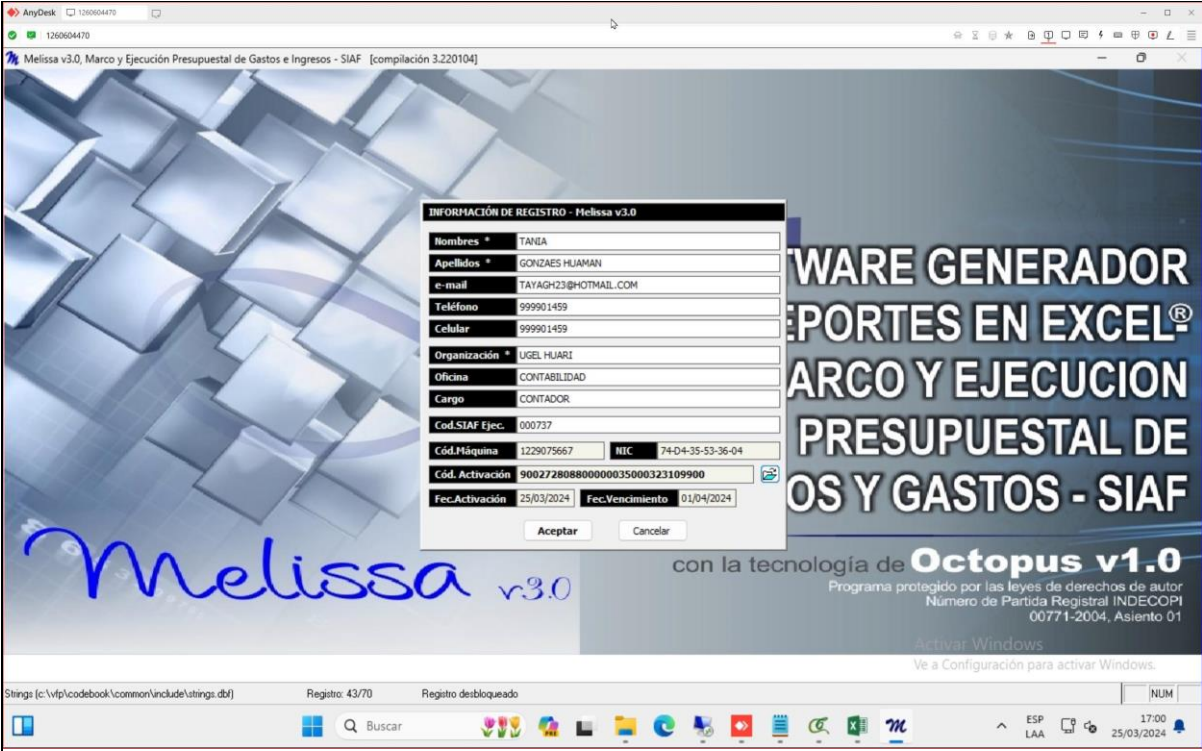 AnyDesk 1260604470
1260604470
Melissa v3.0, Marco y Ejecución Presupuestal de Gastos e Ingresos - SIAF [compilación 3.220104]
INFORMACIÓN DE REGISTRO - Melissa v3.0
Nombres * TANIA
Apellidos * GONZAES HUAMAN
e-mail TAYAGH23@HOTMAIL.COM
Teléfono 999901459
Celular 999901459
Organización * UGEL HUARI
Oficina CONTABILIDAD
Cargo CONTADOR
Cod.SIAF Ejec. 000737
Cód.Máquina 1229075667 NIC 74-D4-35-53-36-04
Cód. Activación 900272808800000035000323109900
Fec.Activación 25/03/2024 Fec.Vencimiento 01/04/2024
Aceptar Cancelar
WARE GENERADOR
EPORTES EN EXCEL®
ARCO Y EJECUCION
PRESUPUESTAL DE
OS Y GASTOS - SIAF
Melissa v3.0
con la tecnología de Octopus v1.0
Programa protegido por las leyes de derechos de autor
Número de Partida Registral INDECOPI
00771-2004, Asiento 01
Activar Windows
Ve a Configuración para activar Windows.
Strings (c:\vfp\codebook\common\include\strings.dbf) Registro: 43/70 Registro desbloqueado NUM
Buscar
PRE
ESP
LAA
17:00
25/03/2024